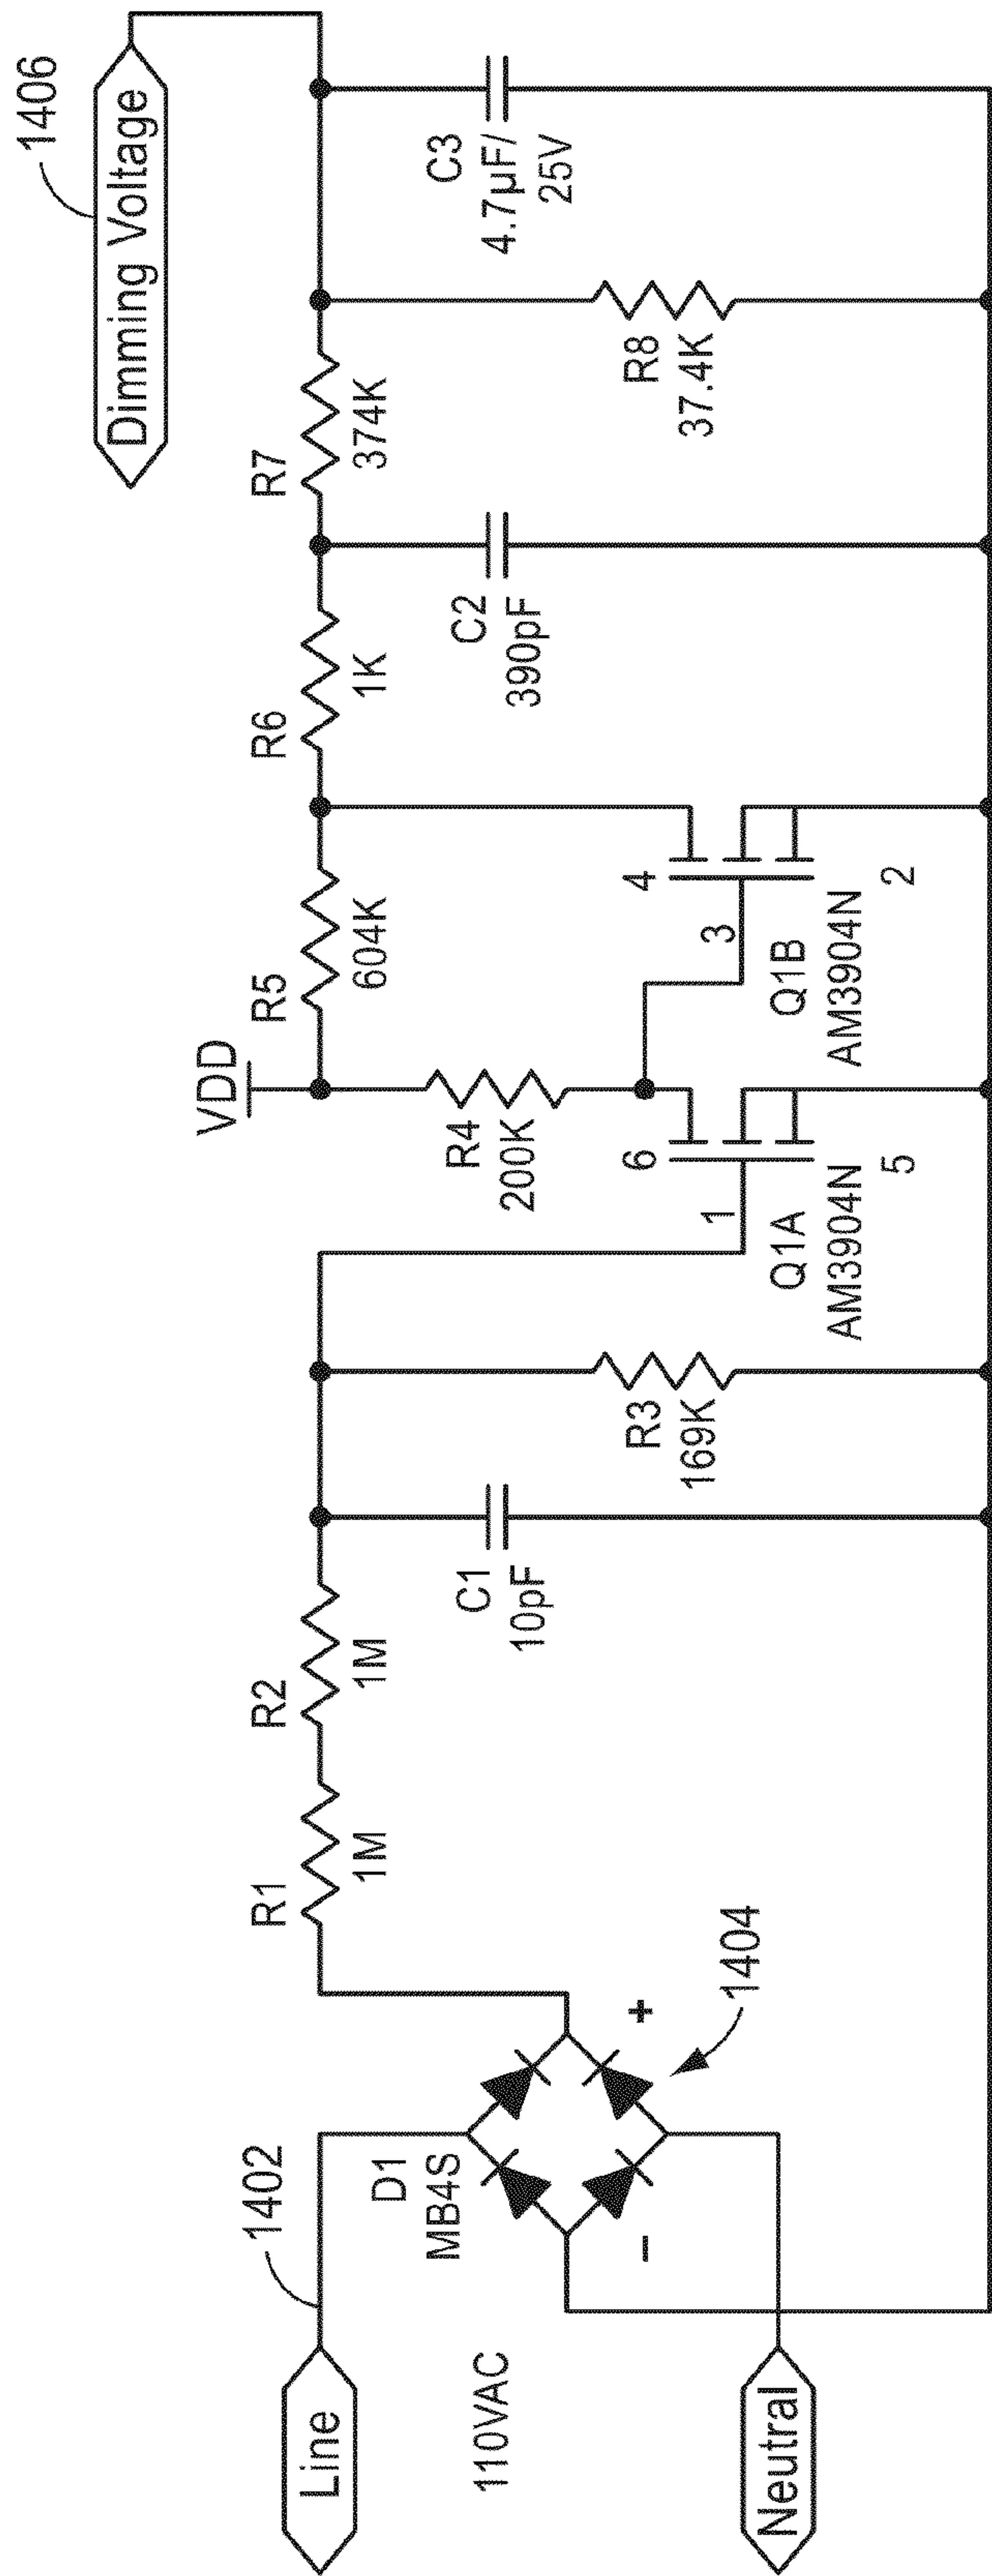 1402
Line
110VAC
Neutral
D1
MB4S
+
–
1404
R1
1M
R2
1M
C1
10pF
R3
169K
VDD
R4
200K
1
6
5
Q1A
AM3904N
R5
604K
3
4
2
Q1B
AM3904N
R6
1K
C2
390pF
R7
374K
R8
37.4K
C3
4.7µF/
25V
Dimming Voltage
1406